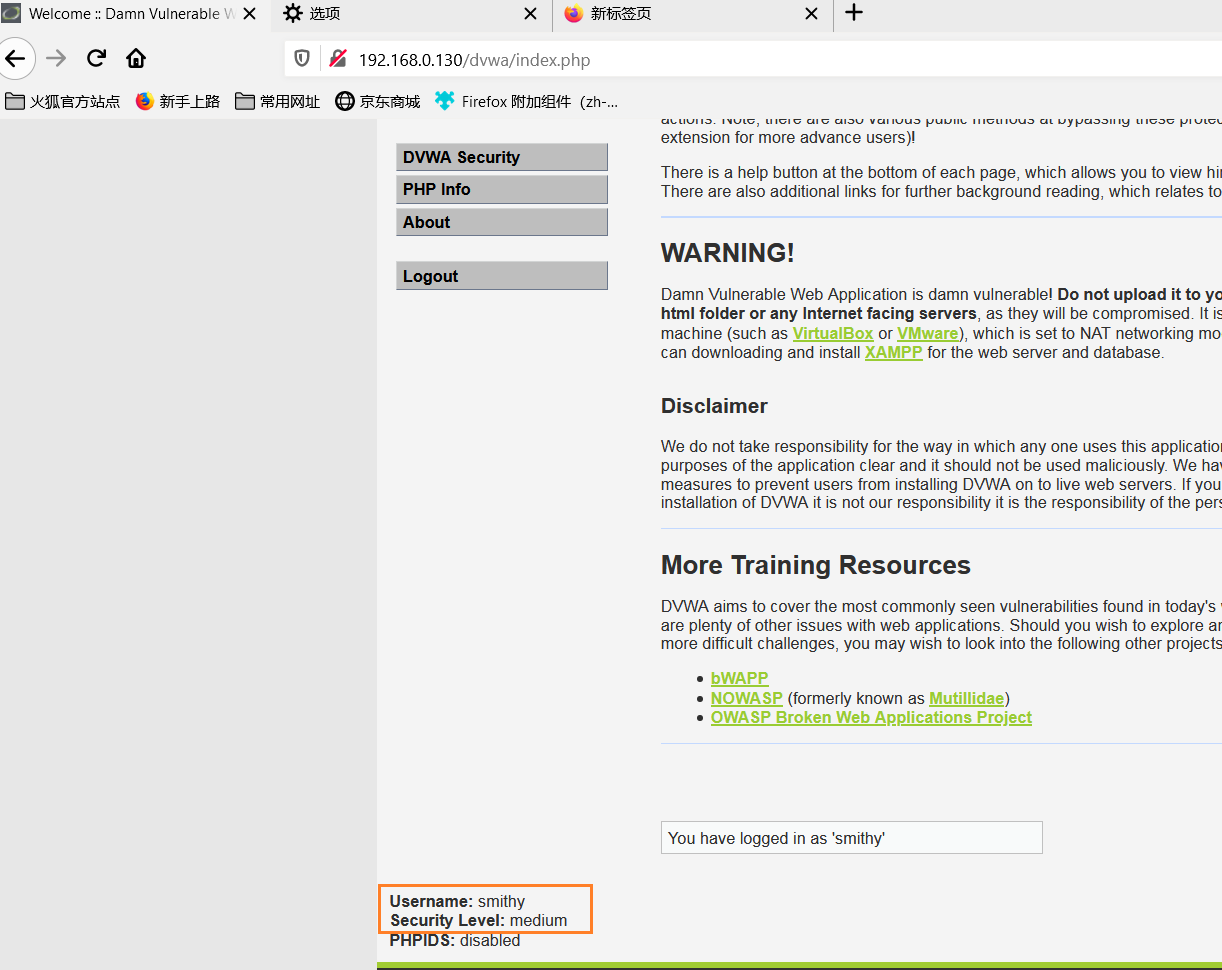 Welcome :: Damn Vulnerable W
选项
新标签页
192.168.0.130/dvwa/index.php
火狐官方站点 新手上路 常用网址 京东商城 Firefox 附加组件 (zh-...
DVWA Security
PHP Info
About
Logout
actions. Note, there are also various public methods at bypassing these protec
extension for more advance users)!
There is a help button at the bottom of each page, which allows you to view hi
There are also additional links for further background reading, which relates to
WARNING!
Damn Vulnerable Web Application is damn vulnerable! Do not upload it to yo
html folder or any Internet facing servers, as they will be compromised. It is
machine (such as VirtualBox or VMware), which is set to NAT networking mo
can downloading and install XAMPP for the web server and database.
Disclaimer
We do not take responsibility for the way in which any one uses this application
purposes of the application clear and it should not be used maliciously. We hav
measures to prevent users from installing DVWA on to live web servers. If you
installation of DVWA it is not our responsibility it is the responsibility of the pers
More Training Resources
DVWA aims to cover the most commonly seen vulnerabilities found in today's
are plenty of other issues with web applications. Should you wish to explore an
more difficult challenges, you may wish to look into the following other projects
bWAPP
NOWASP (formerly known as Mutillidae)
OWASP Broken Web Applications Project
You have logged in as 'smithy'
Username: smithy
Security Level: medium
PHPIDS: disabled